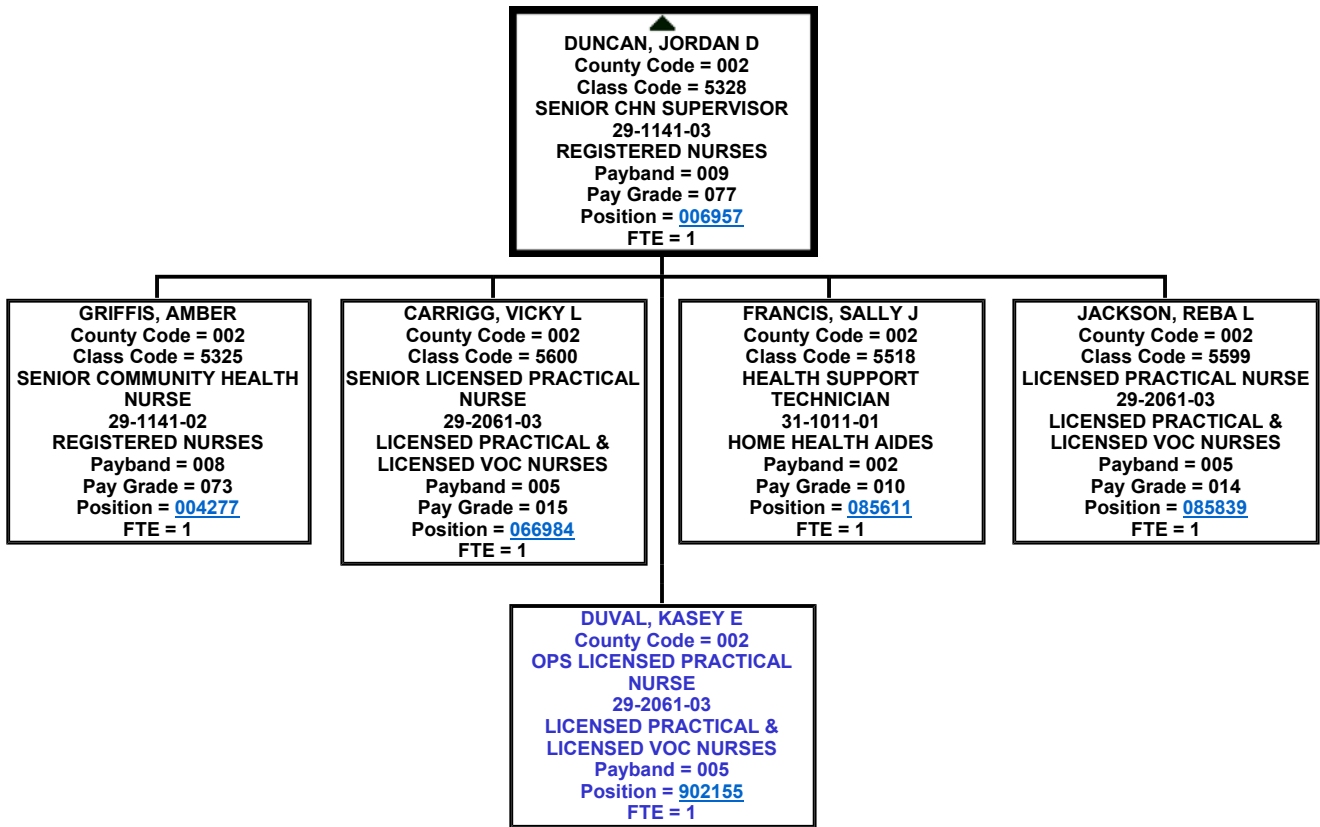 DUNCAN, JORDAN D
County Code = 002
Class Code = 5328
SENIOR CHN SUPERVISOR
29-1141-03
REGISTERED NURSES
Payband = 009
Pay Grade = 077
Position = 006957
FTE = 1
GRIFFIS, AMBER
County Code = 002
Class Code = 5325
SENIOR COMMUNITY HEALTH
NURSE
29-1141-02
REGISTERED NURSES
Payband = 008
Pay Grade = 073
Position = 004277
FTE = 1
CARRIGG, VICKY L
County Code = 002
Class Code = 5600
SENIOR LICENSED PRACTICAL
NURSE
29-2061-03
LICENSED PRACTICAL &
LICENSED VOC NURSES
Payband = 005
Pay Grade = 015
Position = 066984
FTE = 1
FRANCIS, SALLY J
County Code = 002
Class Code = 5518
HEALTH SUPPORT
TECHNICIAN
31-1011-01
HOME HEALTH AIDES
Payband = 002
Pay Grade = 010
Position = 085611
FTE = 1
JACKSON, REBA L
County Code = 002
Class Code = 5599
LICENSED PRACTICAL NURSE
29-2061-03
LICENSED PRACTICAL &
LICENSED VOC NURSES
Payband = 005
Pay Grade = 014
Position = 085839
FTE = 1
DUVAL, KASEY E
County Code = 002
OPS LICENSED PRACTICAL
NURSE
29-2061-03
LICENSED PRACTICAL &
LICENSED VOC NURSES
Payband = 005
Position = 902155
FTE = 1